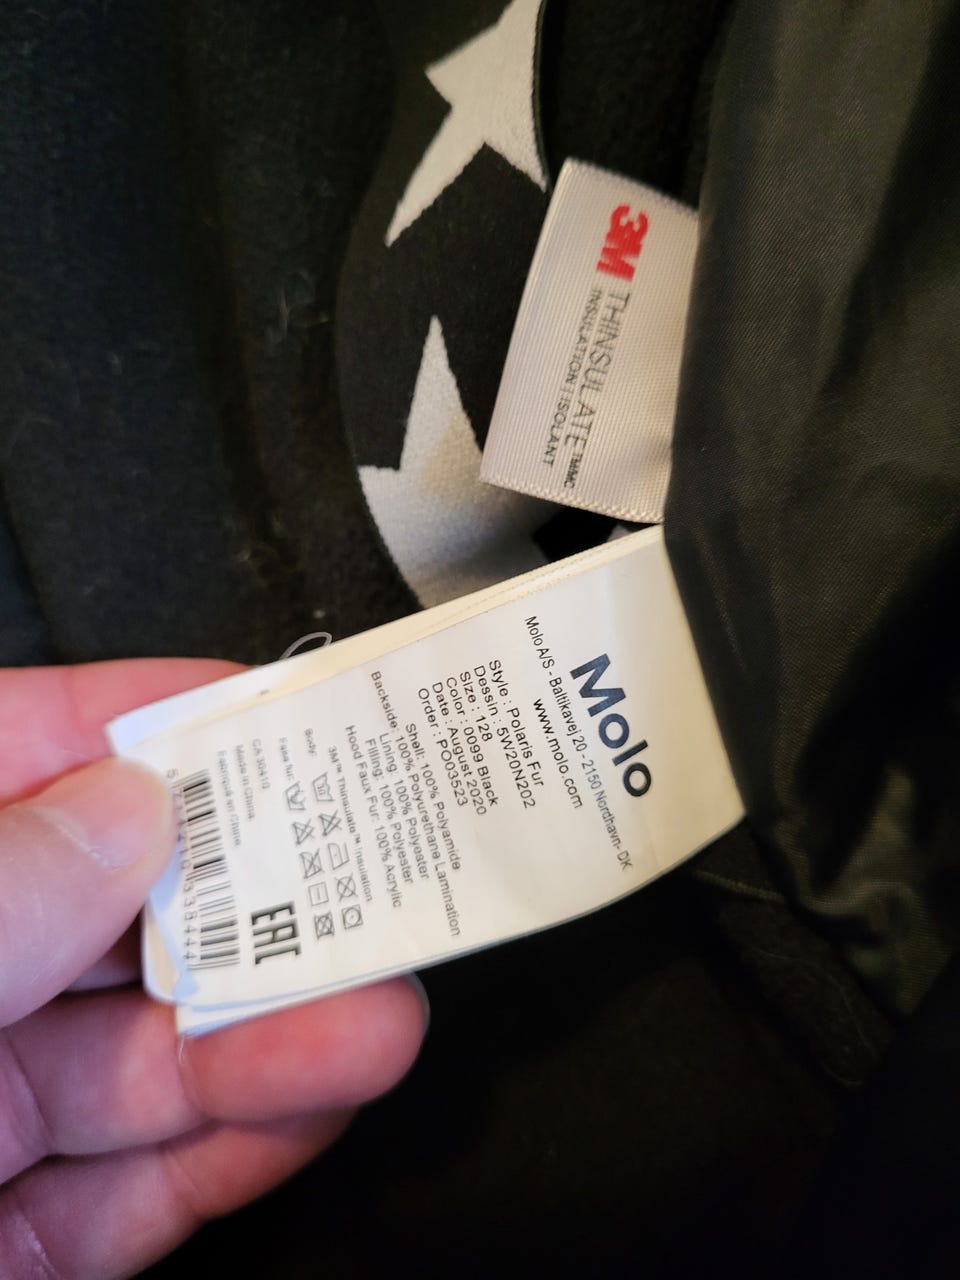 3M THINSULATE
INSULATION | ISOLANT
Molo
Molo A/S - Baltikavej 20 - 2150 Nordhavn- DK
www.molo.com
Style : Polaris Fur
Dessin : 5W20N202
Size : 128
Color : 0099 Black
Date : August 2020
Order : PO03523
Shell: 100% Polyamide
Backside: 100% Polyurethane Lamination
Lining: 100% Polyester
Filling: 100% Polyester
Hood Faux Fur: 100% Acrylic
3M™ Thinsulate™ Insulation
Body:
Fake fur:
EAC
CA 30410
Made in China
Fabriqué en Chine